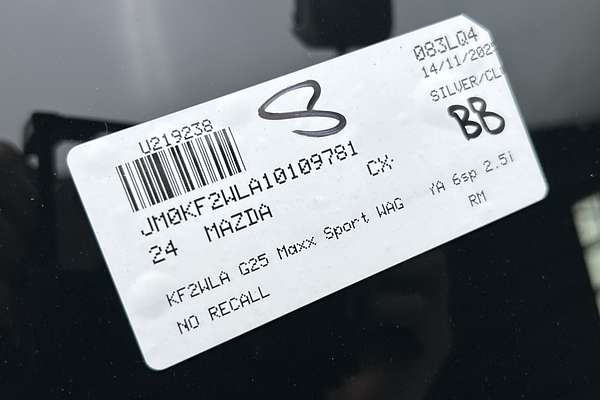 U219238
083LQ4
14/11/202
SILVER/CL
8
BB
JM0KF2WLA10109781
24 MAZDA CX-
KF2WLA G25 Maxx Sport WAG YA 6sp 2.5i
NO RECALL RM